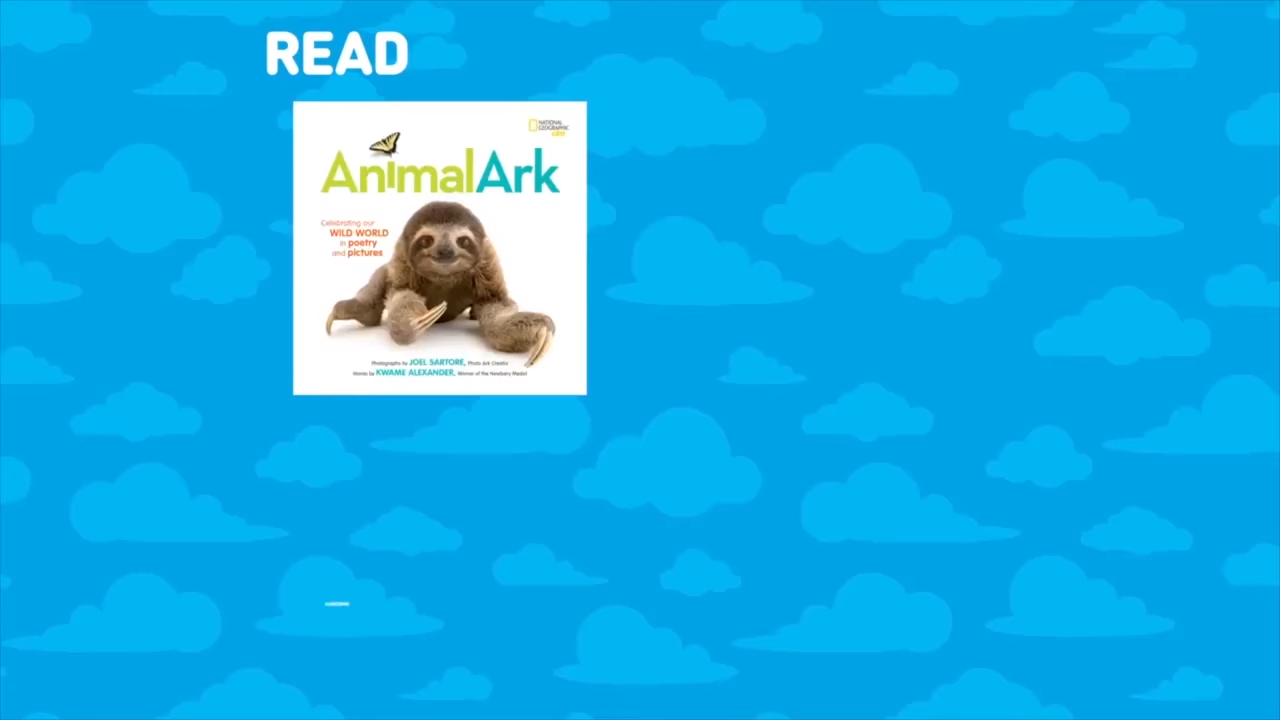 READ
NATIONAL
GEOGRAPHIC
KIDS
AnimalArk
Celebrating our
WILD WORLD
in poetry
and pictures
Photographs by JOEL SARTORE, Photo Ark Creator
Words by KWAME ALEXANDER, Winner of the Newbery Medal